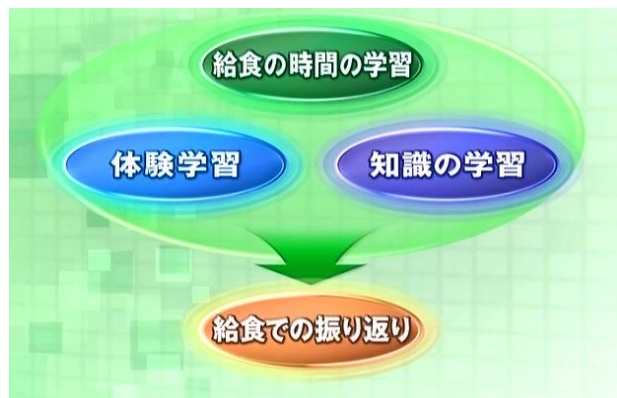 給食の時間の学習
体験学習
知識の学習
給食での振り返り